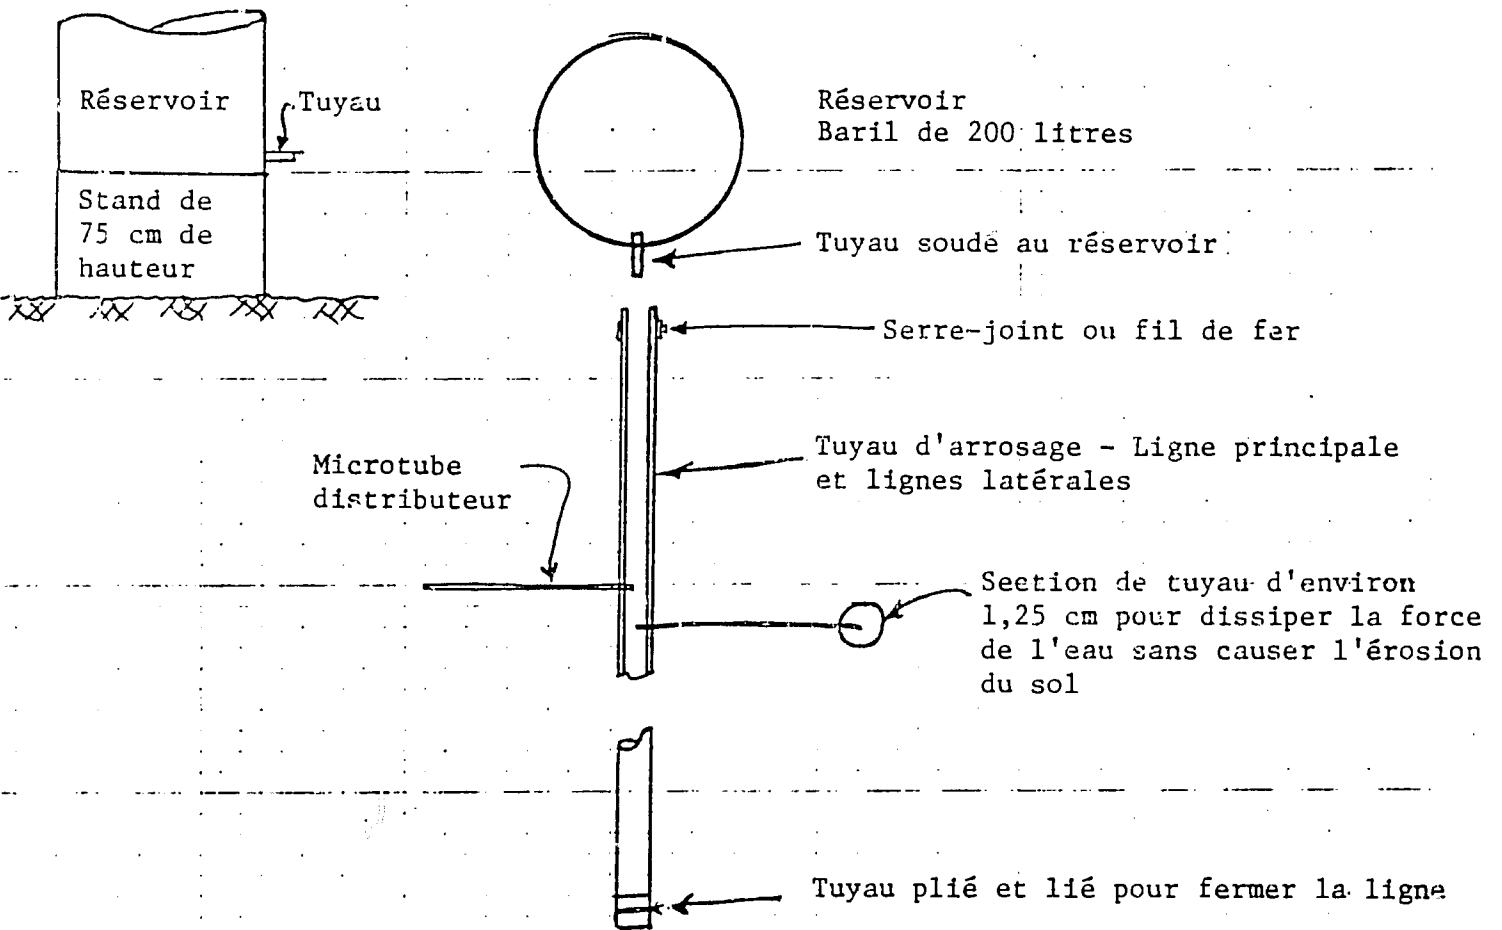 Réservoir
Tuyau
Stand de
75 cm de
hauteur
Réservoir
Baril de 200 litres
Tuyau soudé au réservoir
Serre-joint ou fil de fer
Tuyau d'arrosage - Ligne principale
et lignes latérales
Microtube
distributeur
Section de tuyau d'environ
1,25 cm pour dissiper la force
de l'eau sans causer l'érosion
du sol
Tuyau plié et lié pour fermer la ligne